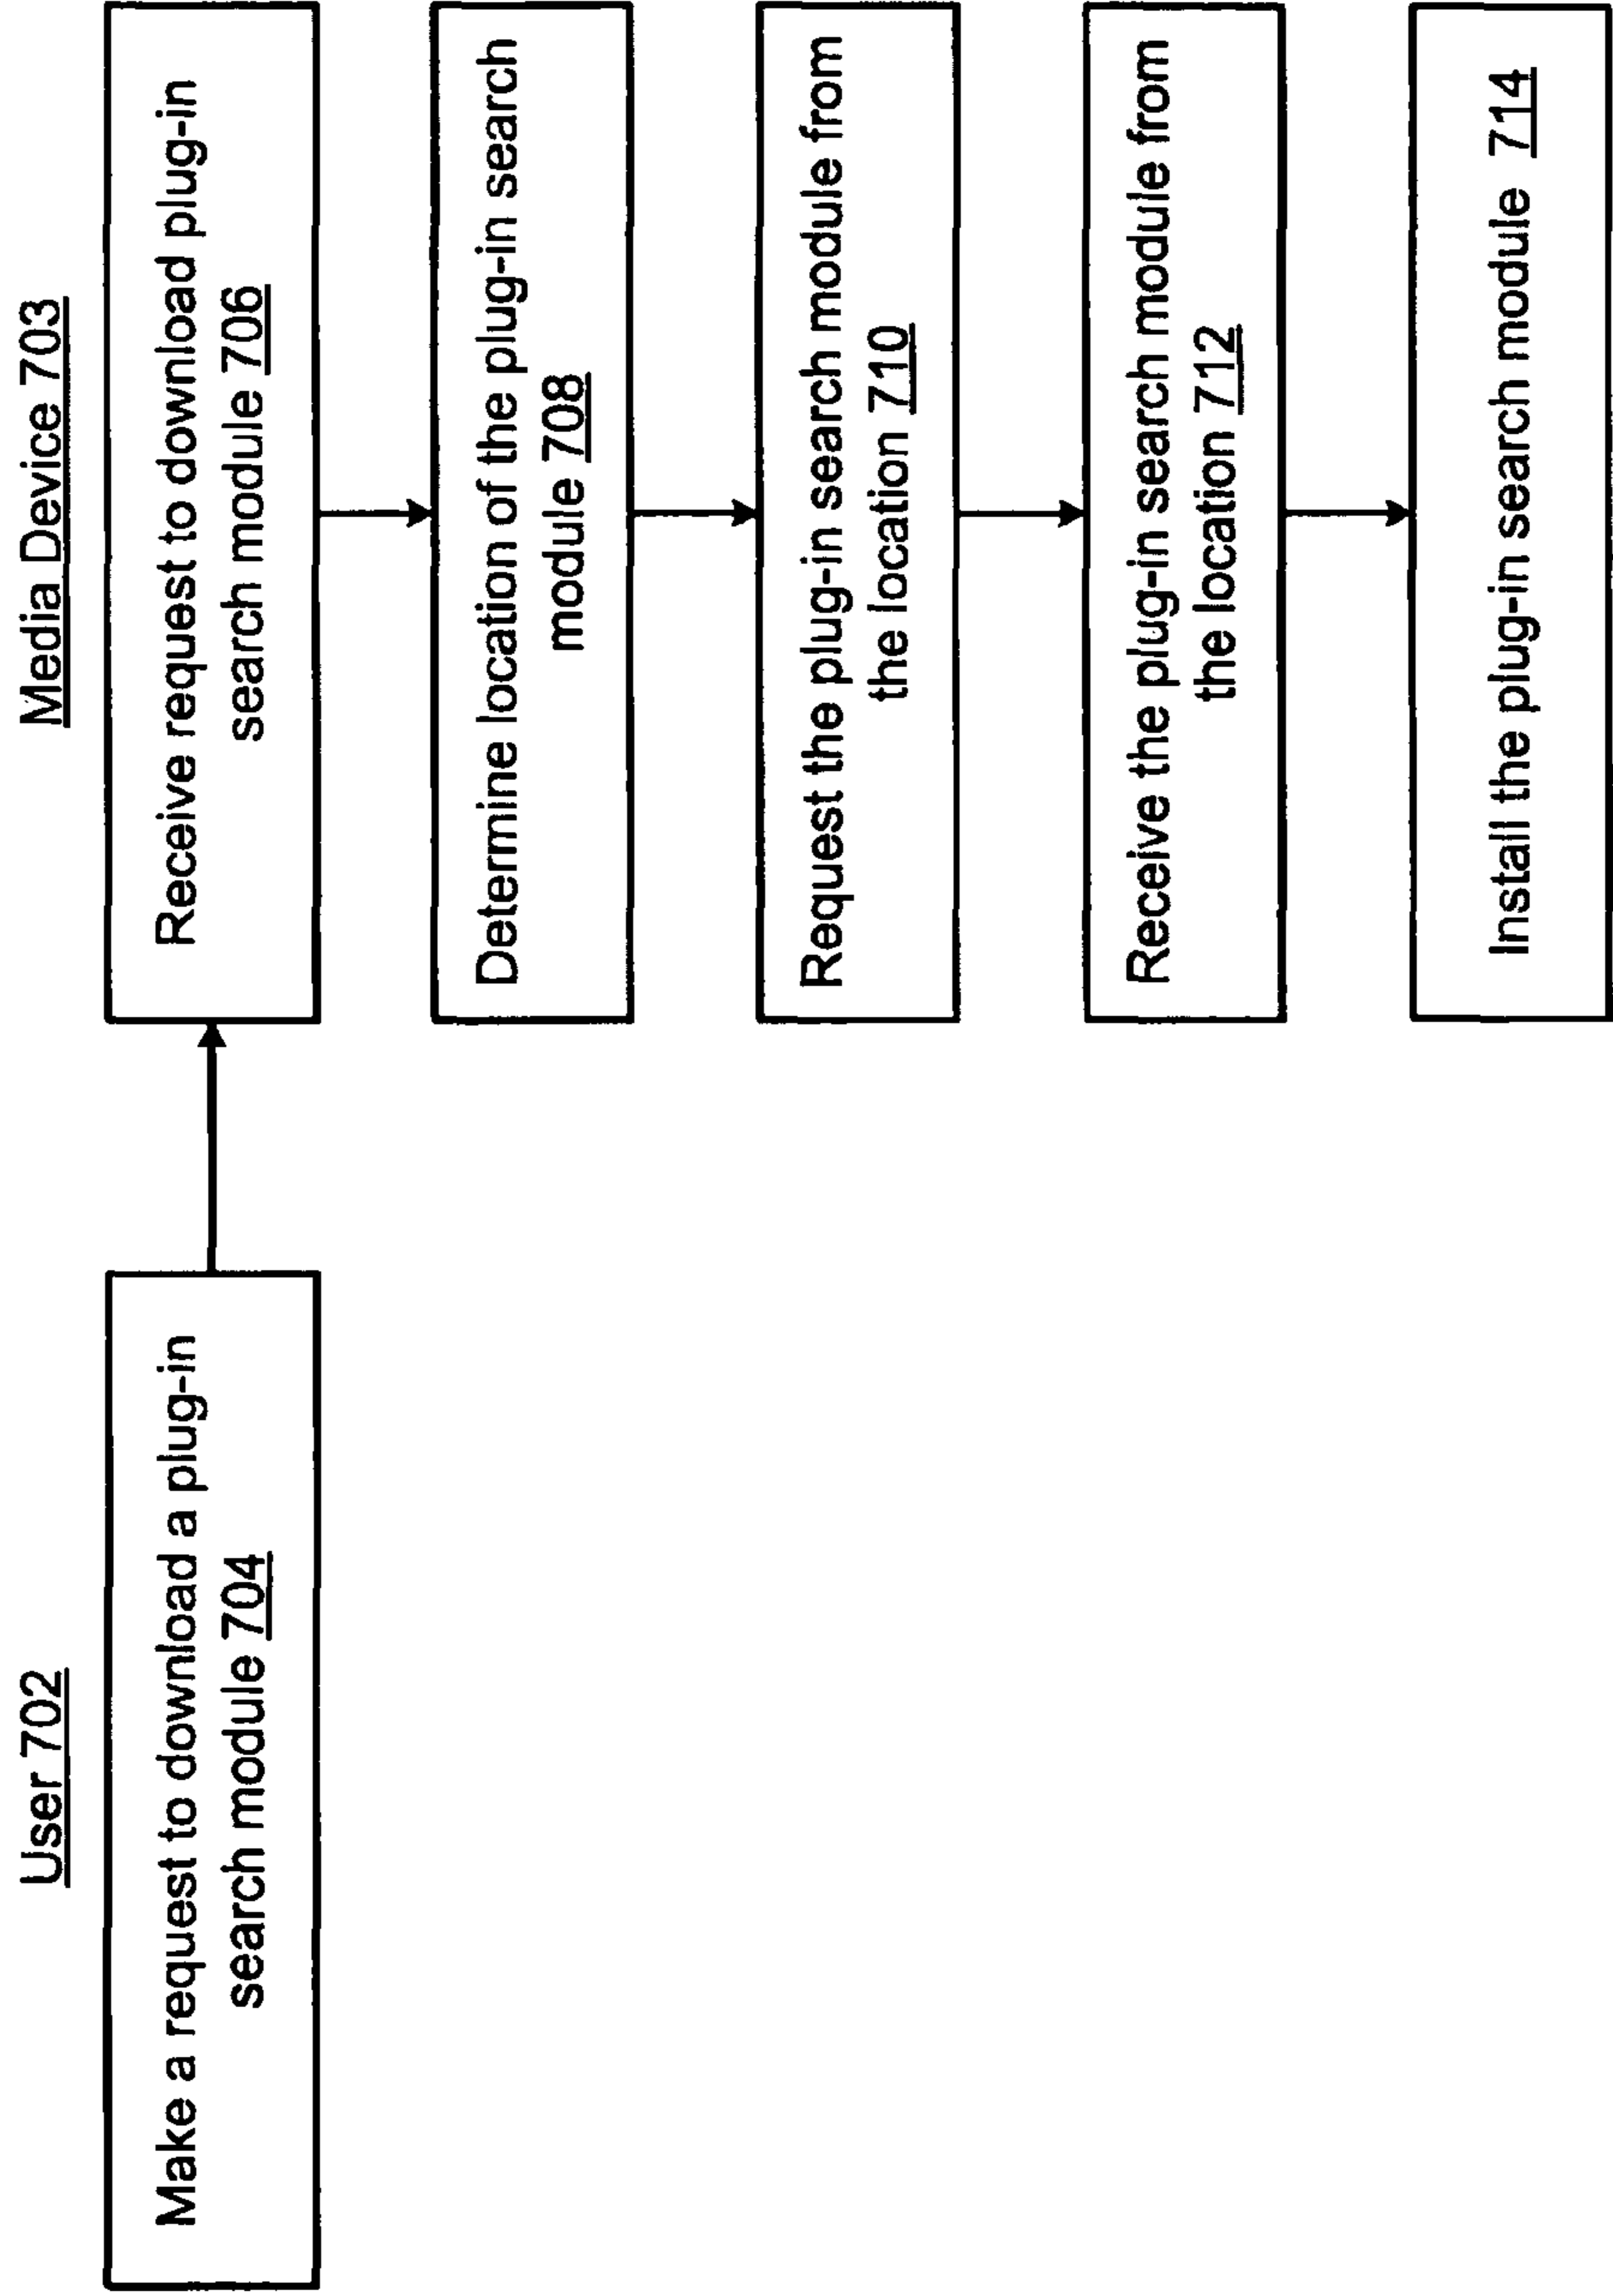 User 702
Make a request to download a plug-in
search module 704
Media Device 703
Receive request to download plug-in
search module 706
Determine location of the plug-in search
module 708
Request the plug-in search module from
the location 710
Receive the plug-in search module from
the location 712
Install the plug-in search module 714